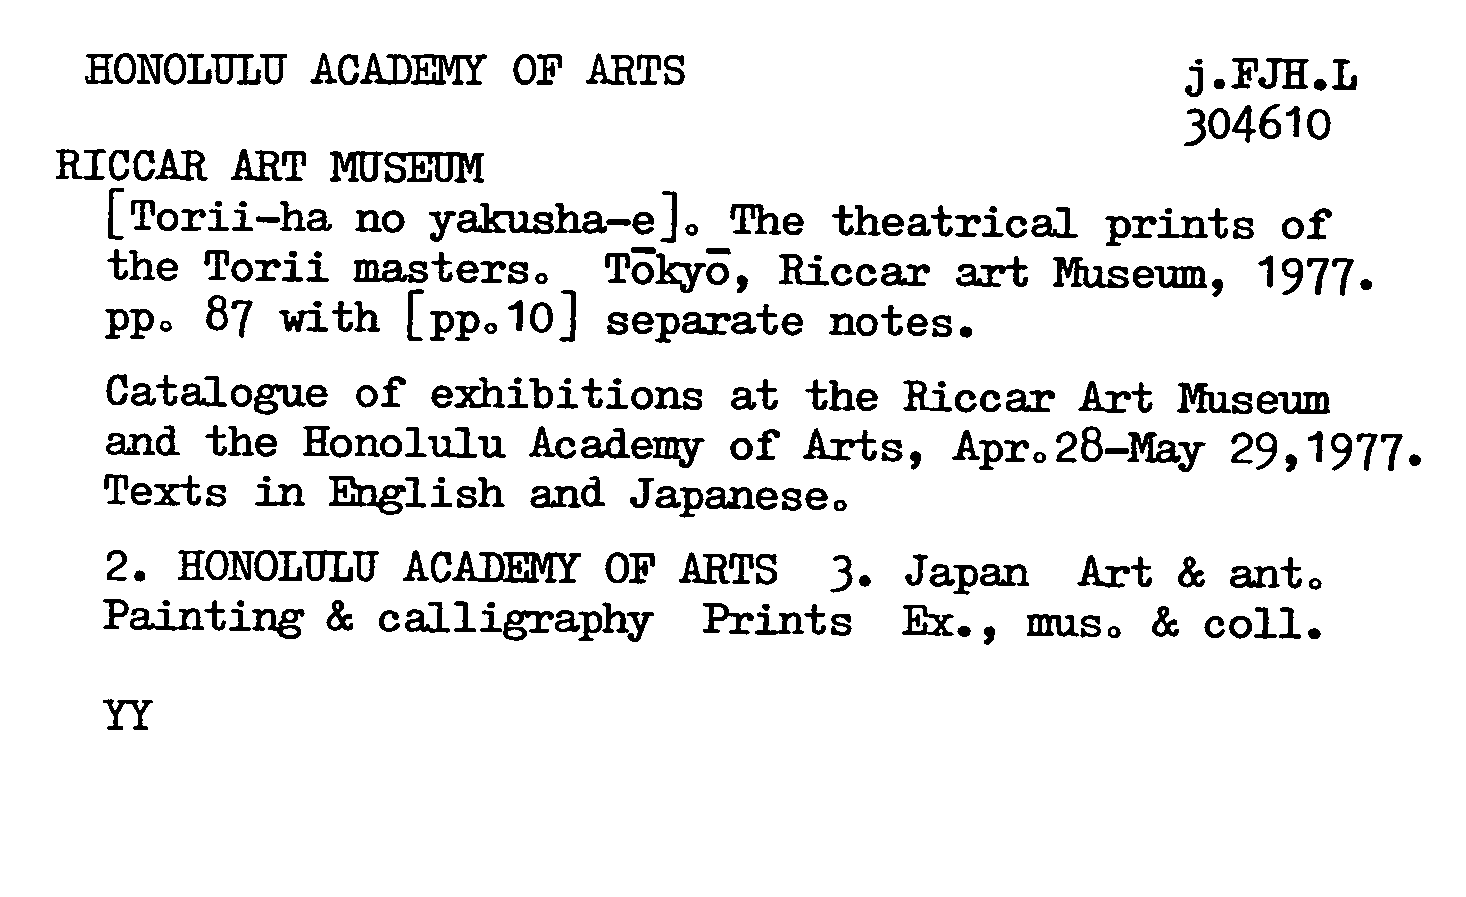 HONOLULU ACADEMY OF ARTS
j.FJH.L
304610
RICCAR ART MUSEUM
[Torii-ha no yakusha-e]. The theatrical prints of
the Torii masters. Tōkyō, Riccar art Museum, 1977.
pp. 87 with [pp.10] separate notes.
Catalogue of exhibitions at the Riccar Art Museum
and the Honolulu Academy of Arts, Apr.28-May 29,1977.
Texts in English and Japanese.
2. HONOLULU ACADEMY OF ARTS 3. Japan Art & ant.
Painting & calligraphy Prints Ex., mus. & coll.
YY